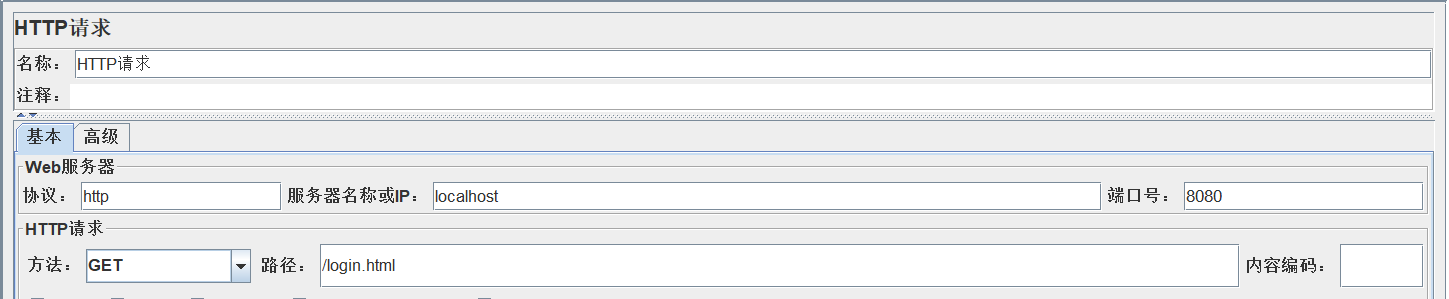 HTTP请求
名称： HTTP请求
注释：
基本 高级
Web服务器
协议： http 服务器名称或IP： localhost 端口号： 8080
HTTP请求
方法： GET 路径： /login.html 内容编码：